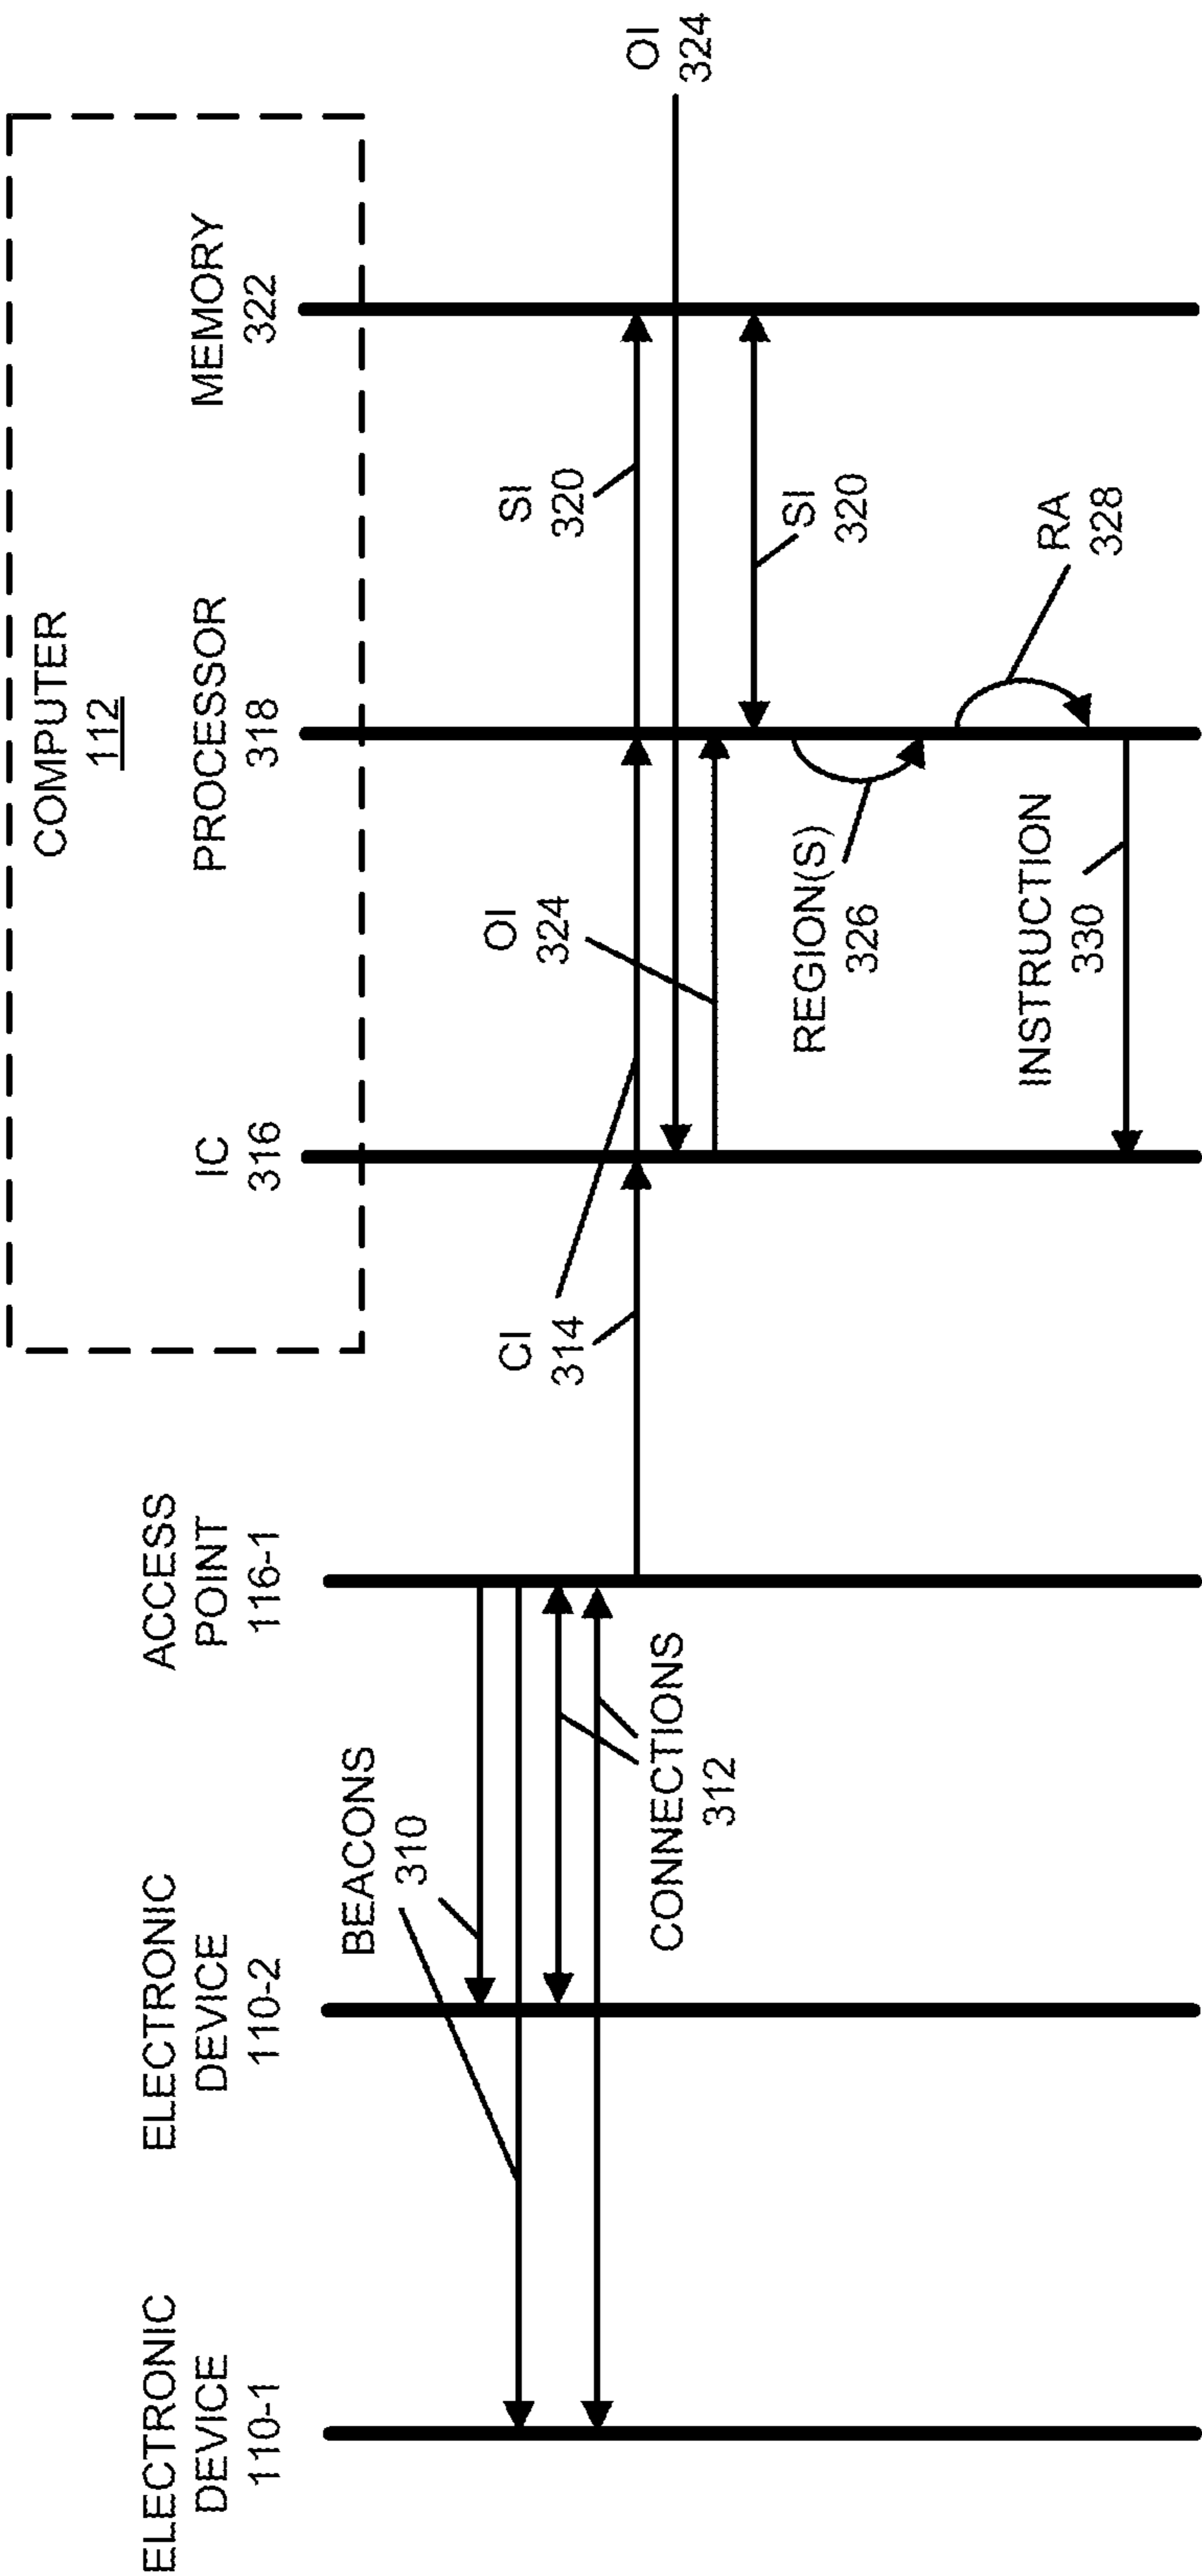 COMPUTER
112
ELECTRONIC
DEVICE
110-1
ELECTRONIC
DEVICE
110-2
ACCESS
POINT
116-1
IC
316
PROCESSOR
318
MEMORY
322
BEACONS
310
CONNECTIONS
312
CI
314
SI
320
OI
324
OI
324
SI
320
REGION(S)
326
RA
328
INSTRUCTION
330